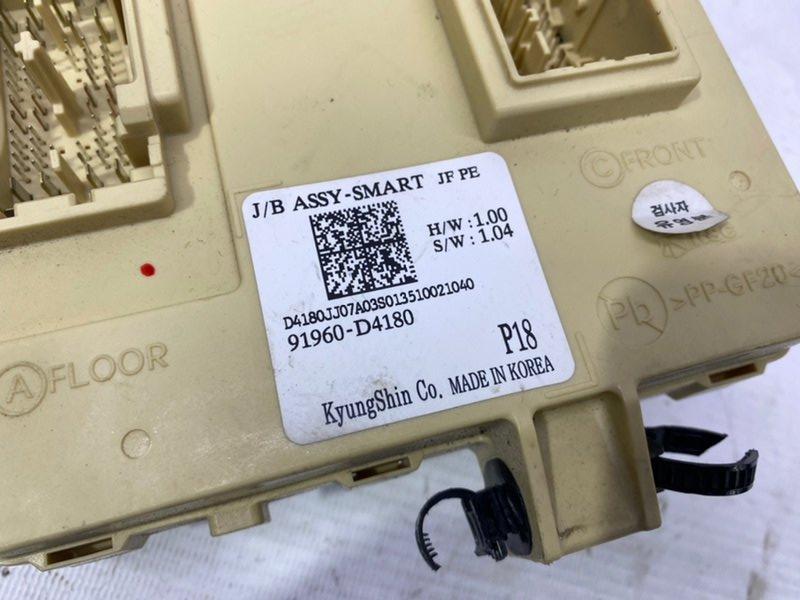 J/B ASSY-SMART JF PE
H/W : 1.00
S/W : 1.04
D4180JJ07A03S013510021040
91960-D4180
P18
KyungShin Co. MADE IN KOREA
C FRONT
검사자
Pb >PP-GF20
A FLOOR